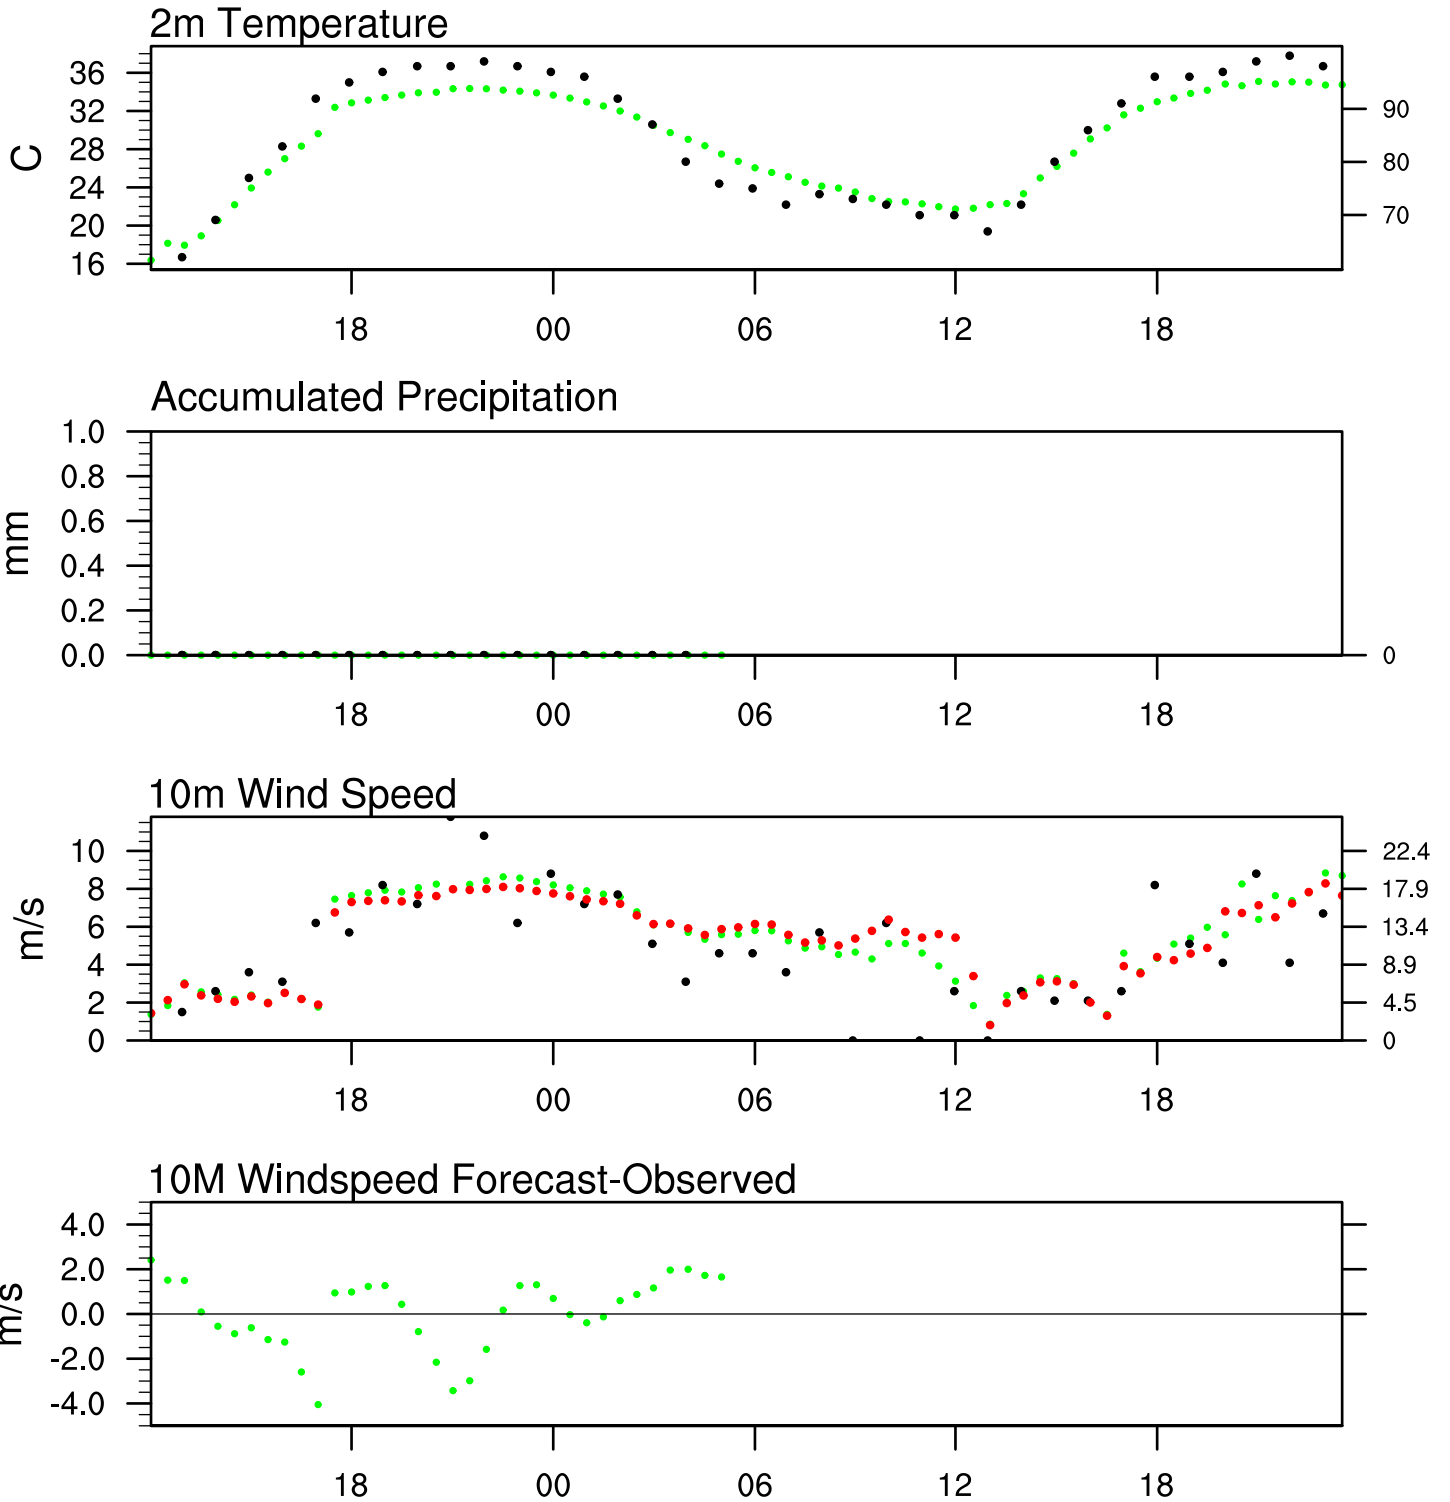 2m Temperature
C
36
32
28
24
20
16
90
80
70
18 00 06 12 18
Accumulated Precipitation
mm
1.0
0.8
0.6
0.4
0.2
0.0
0
18 00 06 12 18
10m Wind Speed
m/s
10
8
6
4
2
0
22.4
17.9
13.4
8.9
4.5
0
18 00 06 12 18
10M Windspeed Forecast-Observed
m/s
4.0
2.0
0.0
-2.0
-4.0
18 00 06 12 18